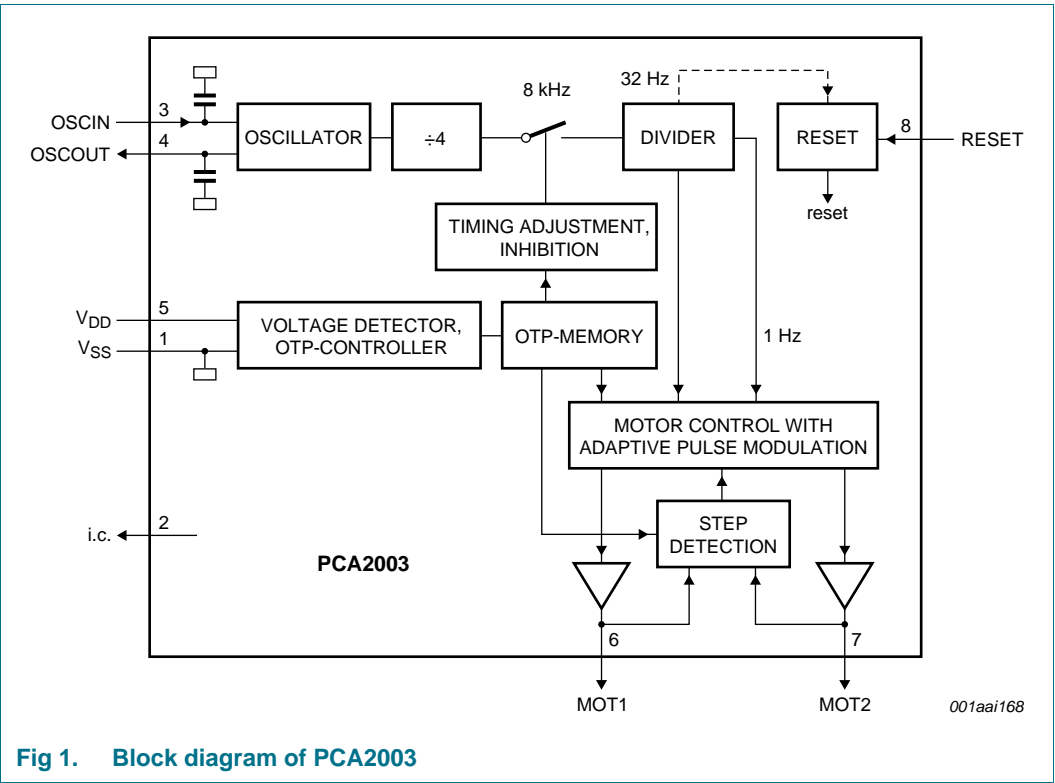 32 Hz
8 kHz
3
8
OSCIN
OSCILLATOR
÷4
DIVIDER
RESET
RESET
OSCOUT
4
reset
TIMING ADJUSTMENT,
INHIBITION
5
VDD
VOLTAGE DETECTOR,
OTP-CONTROLLER
OTP-MEMORY
1 Hz
1
VSS
MOTOR CONTROL WITH
ADAPTIVE PULSE MODULATION
2
i.c.
STEP
DETECTION
PCA2003
6
7
MOT1
MOT2
001aai168
Fig 1. Block diagram of PCA2003